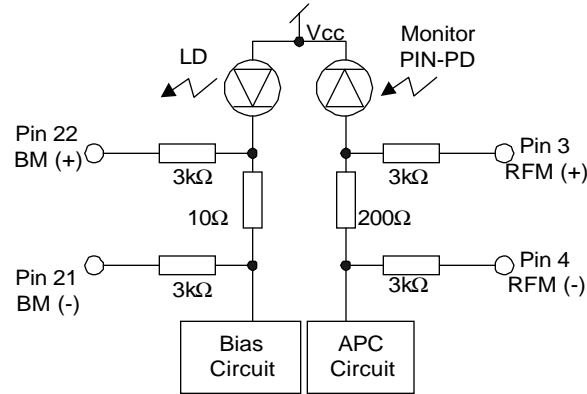 Vcc
LD
Monitor
PIN-PD
Pin 22
BM (+)
3kΩ
3kΩ
Pin 3
RFM (+)
10Ω
200Ω
Pin 21
BM (-)
3kΩ
3kΩ
Pin 4
RFM (-)
Bias
Circuit
APC
Circuit